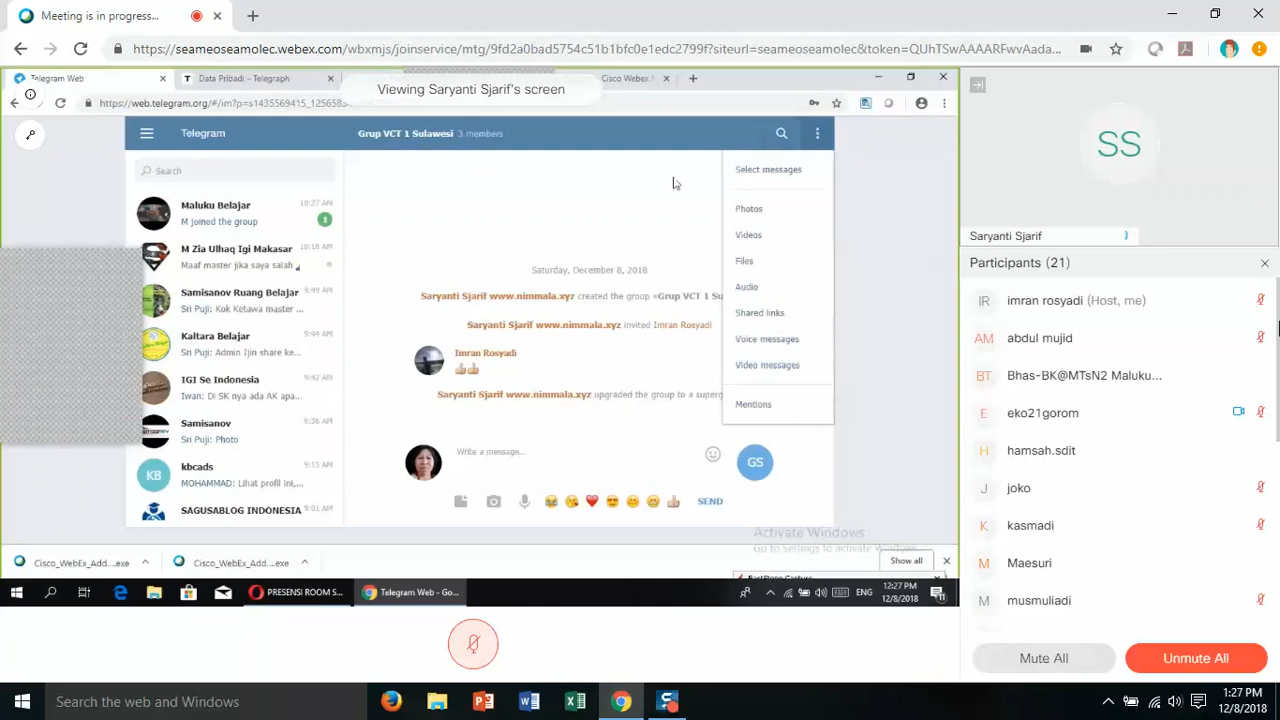 Meeting is in progress...
https://seameoseamolec.webex.com/wbxmjs/joinservice/mtg/9fd2a0bad5754c51b1bfc0e1edc2799f?siteurl=seameoseamolec&token=QUhTSwAAAARFwvAada...
Telegram Web
Data Pribadi – Telegraph
Cisco Webex
Viewing Saryanti Sjarif's screen
https://web.telegram.org/#/im?p=s1435569415_1256583
Telegram
Grup VCT 1 Sulawesi 3 members
Search
Select messages
Photos
Videos
Files
Audio
Shared links
Voice messages
Video messages
Mentions
Maluku Belajar 10:27 AM
M joined the group 1
M Zia Ulhaq Igi Makasar 10:18 AM
Maaf master jika saya salah
Samisanov Ruang Belajar 9:49 AM
Sri Puji: Kok Ketawa master ...
Kaltara Belajar 9:44 AM
Sri Puji: Admin Ijin share ke...
IGI Se Indonesia 9:42 AM
Iwan: Di SK nya ada AK apa...
Samisanov 9:36 AM
Sri Puji: Photo
KB
kbcads 9:15 AM
MOHAMMAD: Lihat profil ini,...
SAGUSABLOG INDONESIA 9:01 AM
Saturday, December 8, 2018
Saryanti Sjarif www.nimmala.xyz created the group «Grup VCT 1 Su
Saryanti Sjarif www.nimmala.xyz invited Imran Rosyadi
Imran Rosyadi
Saryanti Sjarif www.nimmala.xyz upgraded the group to a superg
Write a message...
GS
SEND
Activate Windows
Go to Settings to activate Windows.
Cisco_WebEx_Add....exe
Cisco_WebEx_Add....exe
Show all
FastStone Capture
PRESENSI ROOM S...
Telegram Web - Go...
ENG
12:27 PM
12/8/2018
SS
Saryanti Sjarif
Participants (21)
IR imran rosyadi (Host, me)
AM abdul mujid
BT Bhas-BK@MTsN2 Maluku...
E eko21gorom
H hamsah.sdit
J joko
K kasmadi
M Maesuri
M musmuliadi
Mute All
Unmute All
Search the web and Windows
1:27 PM
12/8/2018